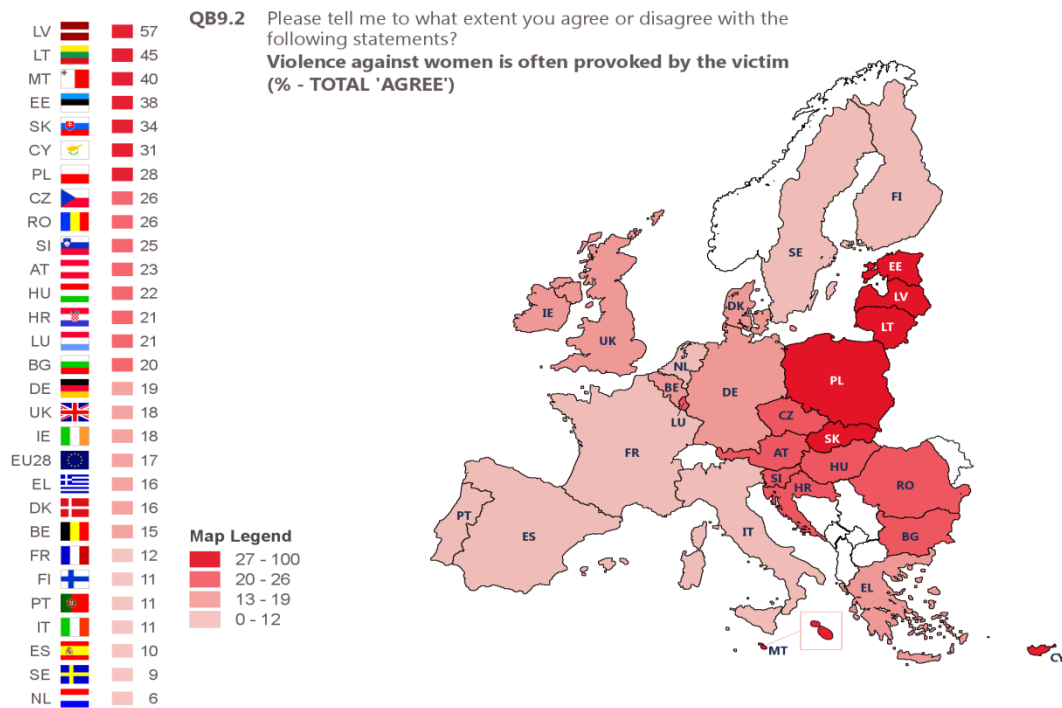 QB9.2 Please tell me to what extent you agree or disagree with the
following statements?
Violence against women is often provoked by the victim
(% - TOTAL 'AGREE')
LV 57
LT 45
MT 40
EE 38
SK 34
CY 31
PL 28
CZ 26
RO 26
SI 25
AT 23
HU 22
HR 21
LU 21
BG 20
DE 19
UK 18
IE 18
EU28 17
EL 16
DK 16
BE 15
FR 12
FI 11
PT 11
IT 11
ES 10
SE 9
NL 6
Map Legend
27 - 100
20 - 26
13 - 19
0 - 12
FI
SE
EE
LV
LT
DK
IE
UK
NL
PL
BE
DE
LU
CZ
SK
FR
AT
HU
SI
HR
RO
PT
ES
IT
BG
EL
MT
CY